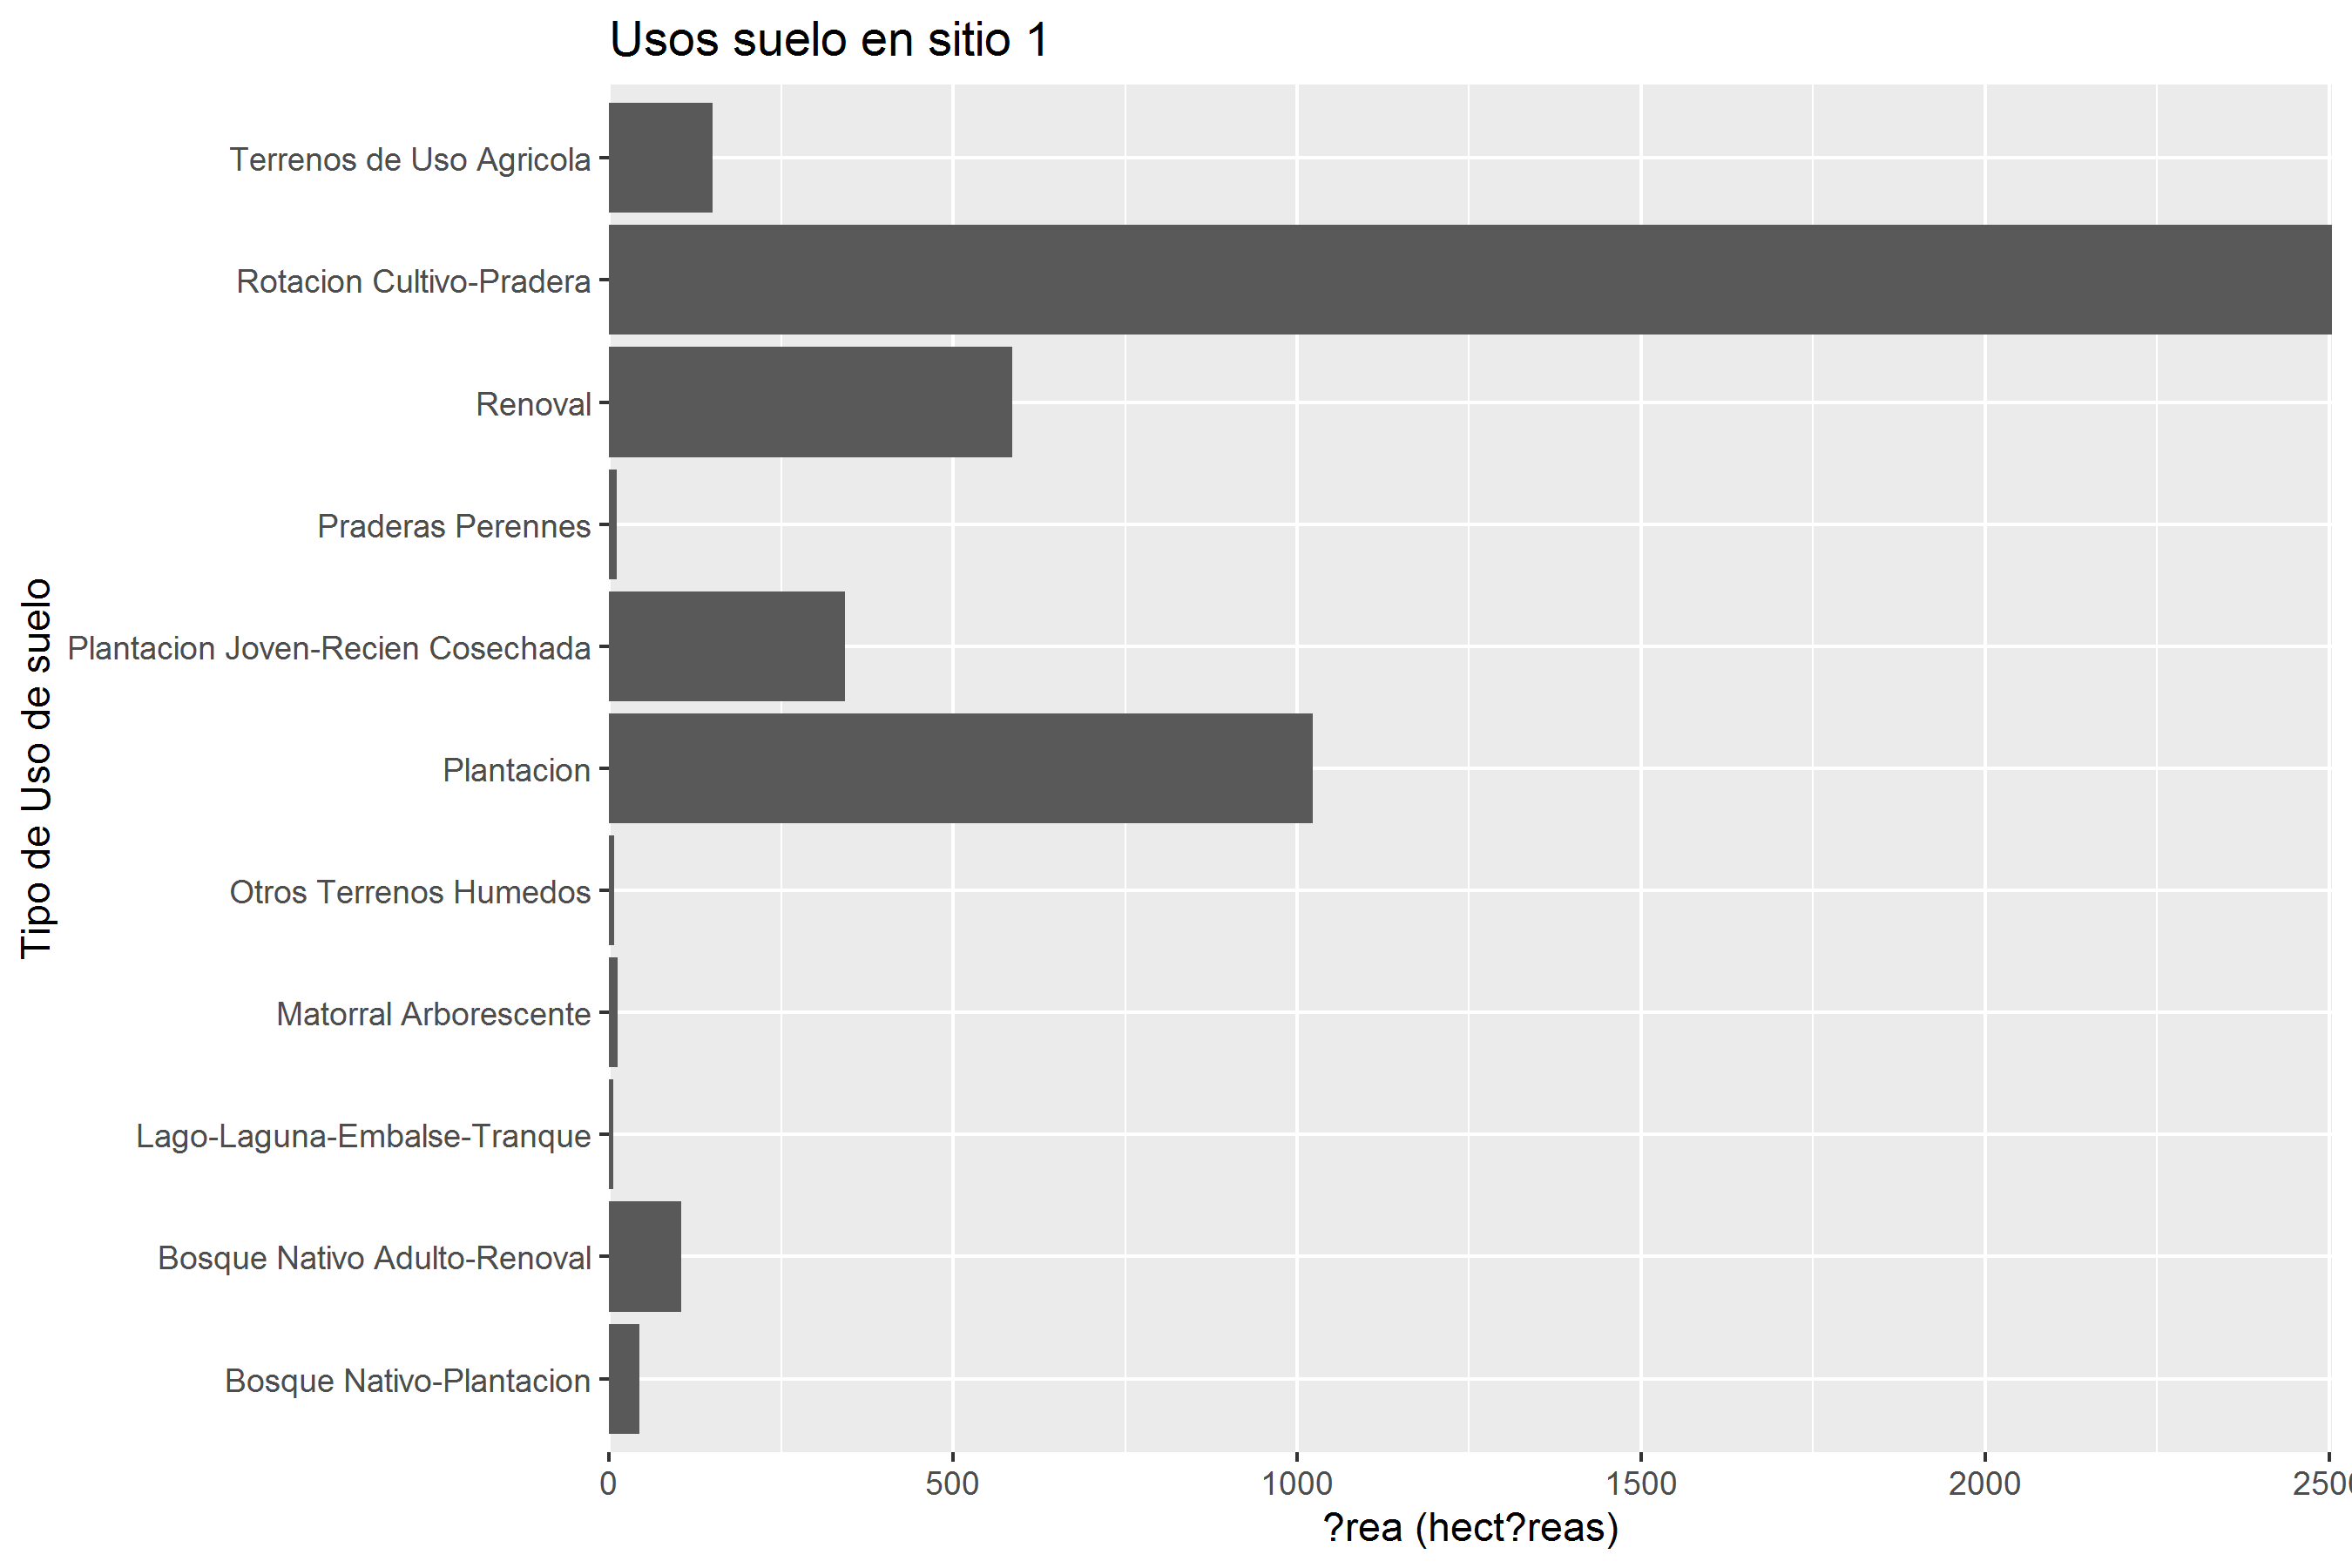 Usos suelo en sitio 1
Tipo de Uso de suelo
Terrenos de Uso Agricola
Rotacion Cultivo-Pradera
Renoval
Praderas Perennes
Plantacion Joven-Recien Cosechada
Plantacion
Otros Terrenos Humedos
Matorral Arborescente
Lago-Laguna-Embalse-Tranque
Bosque Nativo Adulto-Renoval
Bosque Nativo-Plantacion
0 500 1000 1500 2000 2500
?rea (hect?reas)